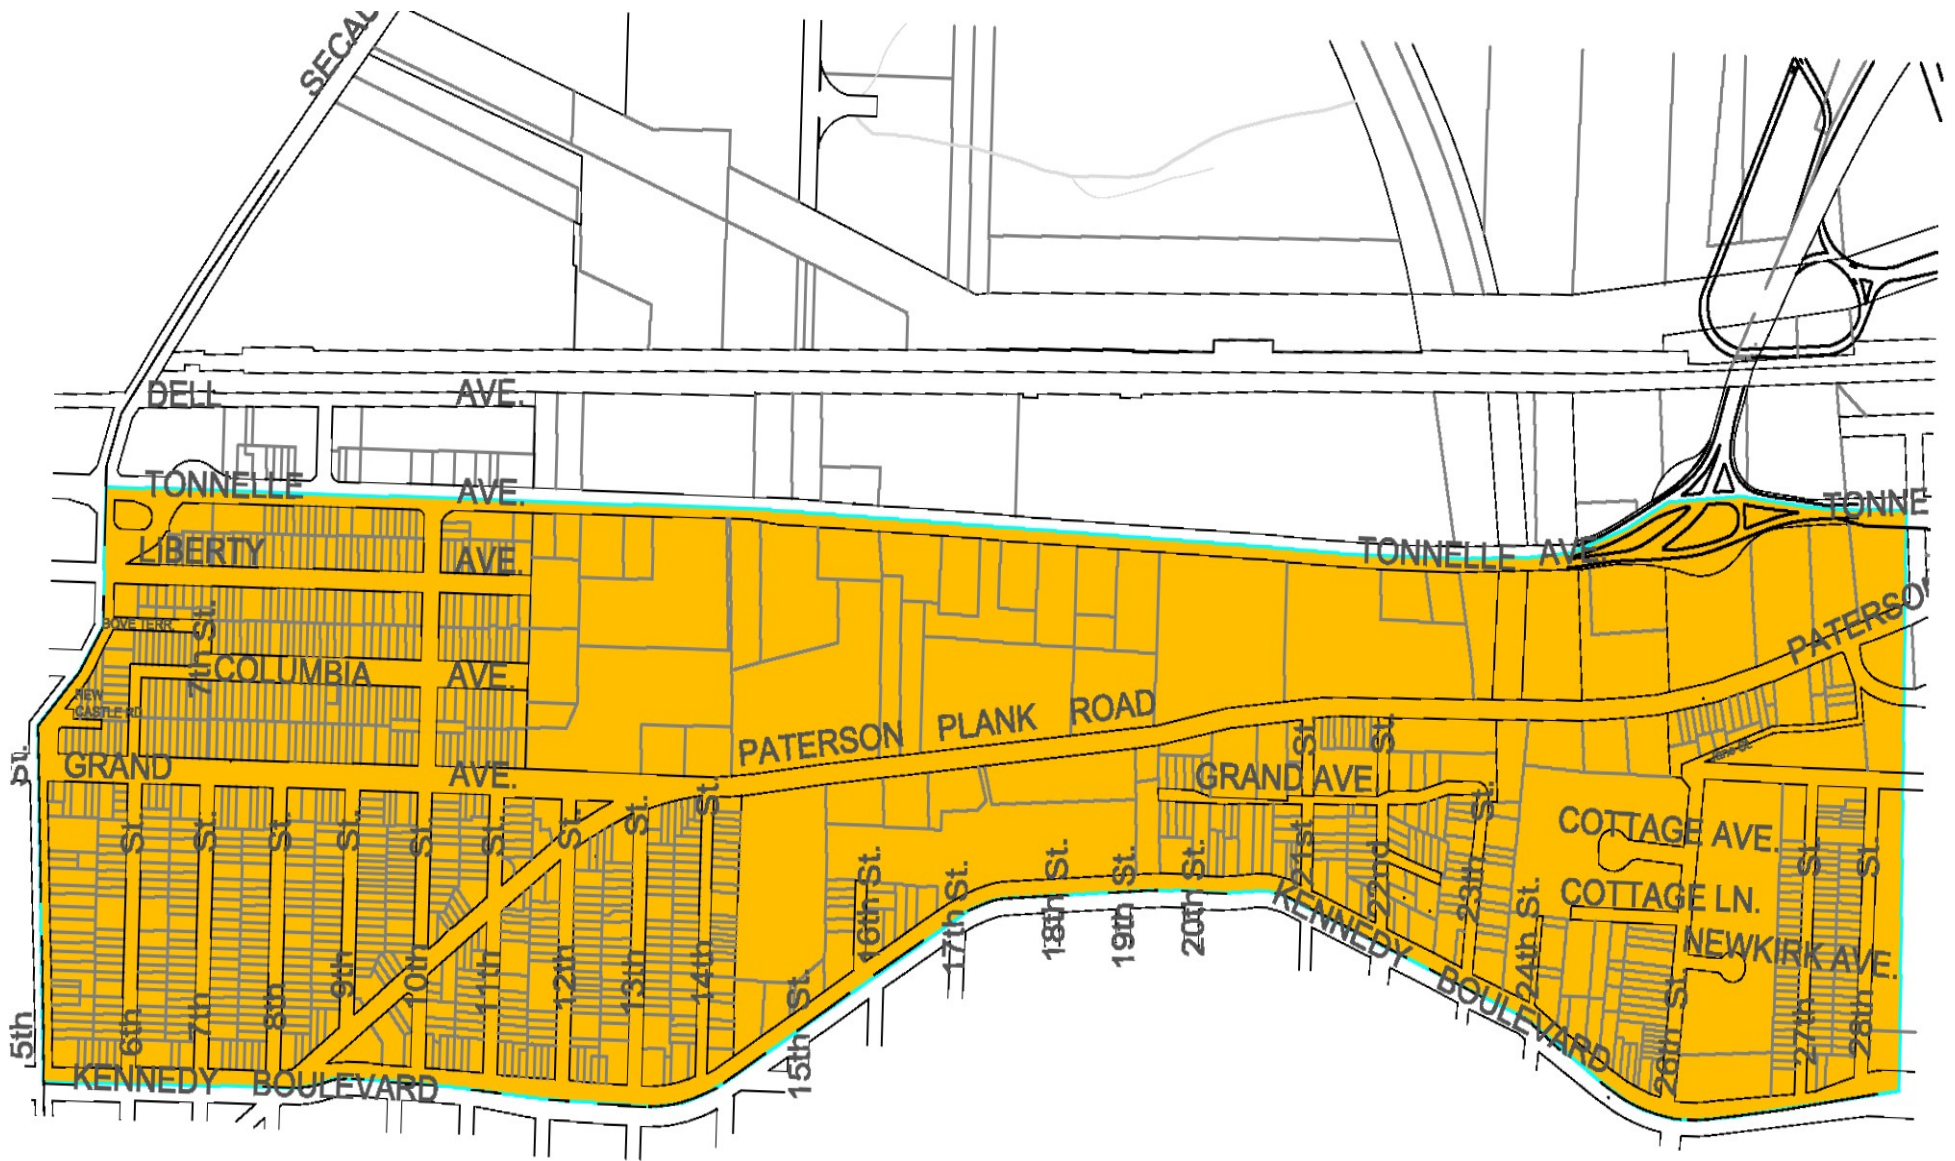 SECAU
DELL AVE.
TONNELLE AVE.
TONNE
LIBERTY AVE.
TONNELLE AVE.
BOVE TERR.
7th St.
COLUMBIA AVE.
NEW
CASTLE RD
PATERSO
PATERSON PLANK ROAD
GRAND AVE.
GRAND AVE.
COTTAGE AVE.
COTTAGE LN.
NEWKIRK AVE.
5th St.
6th St.
7th St.
8th St.
9th St.
10th St.
11th St.
12th St.
13th St.
14th St.
15th St.
16th St.
17th St.
18th St.
19th St.
20th St.
21st St.
22nd St.
23rd St.
24th St.
26th St.
27th St.
28th St.
KENNEDY BOULEVARD
KENNEDY BOULEVARD